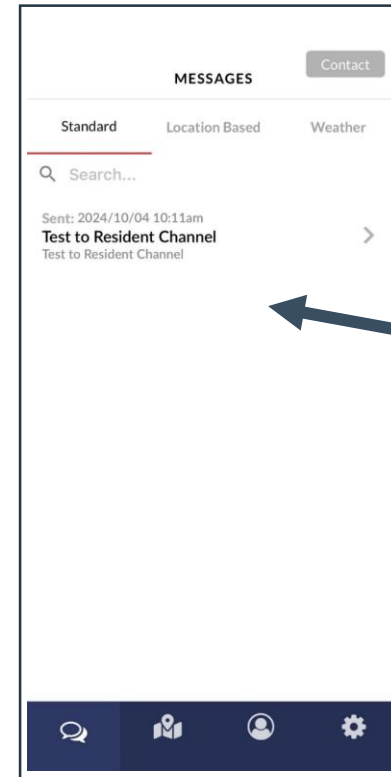 Contact
MESSAGES
Standard Location Based Weather
Search...
Sent: 2024/10/04 10:11am
Test to Resident Channel
Test to Resident Channel